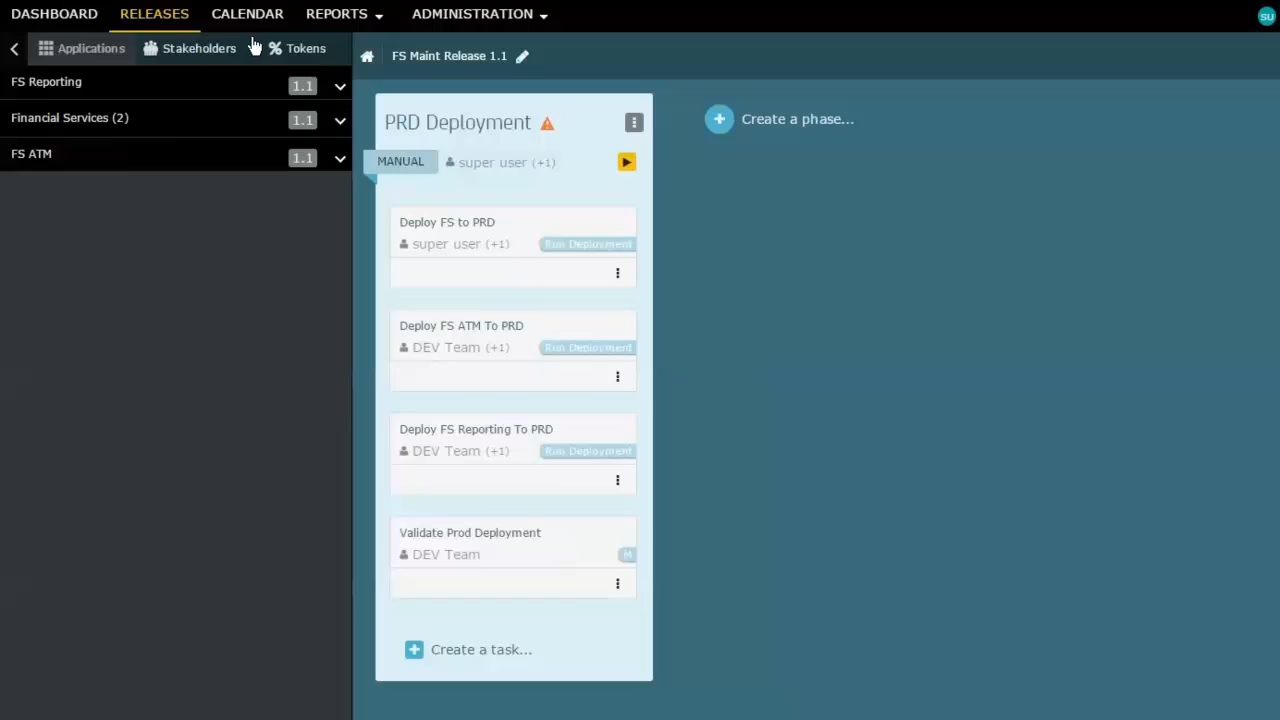 DASHBOARD RELEASES CALENDAR REPORTS ADMINISTRATION SU
Applications Stakeholders Tokens
FS Maint Release 1.1
FS Reporting 1.1
Financial Services (2) 1.1
FS ATM 1.1
PRD Deployment
MANUAL super user (+1)
Deploy FS to PRD
super user (+1) Run Deployment
Deploy FS ATM To PRD
DEV Team (+1) Run Deployment
Deploy FS Reporting To PRD
DEV Team (+1) Run Deployment
Validate Prod Deployment
DEV Team M
Create a task...
Create a phase...